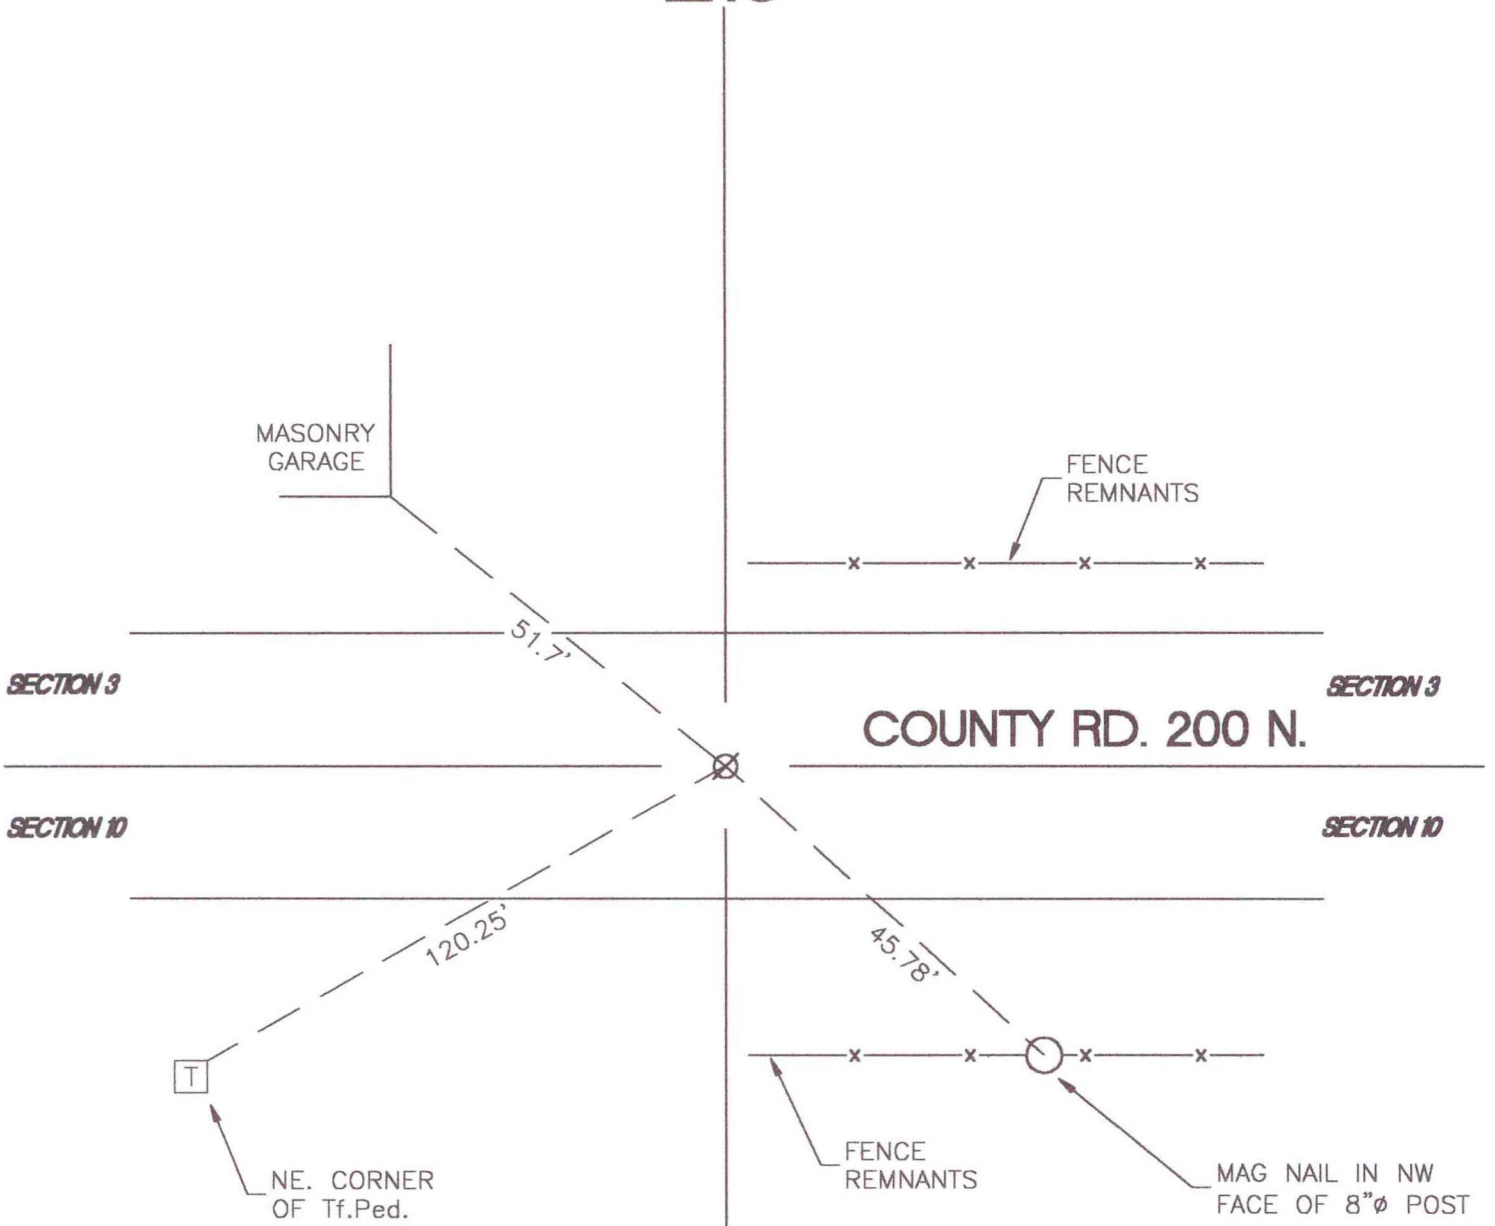 MASONRY
GARAGE
FENCE
REMNANTS
51.7'
SECTION 3
SECTION 3
COUNTY RD. 200 N.
SECTION 10
SECTION 10
120.25'
45.78'
T
FENCE
REMNANTS
NE. CORNER
OF Tf.Ped.
MAG NAIL IN NW
FACE OF 8"ø POST